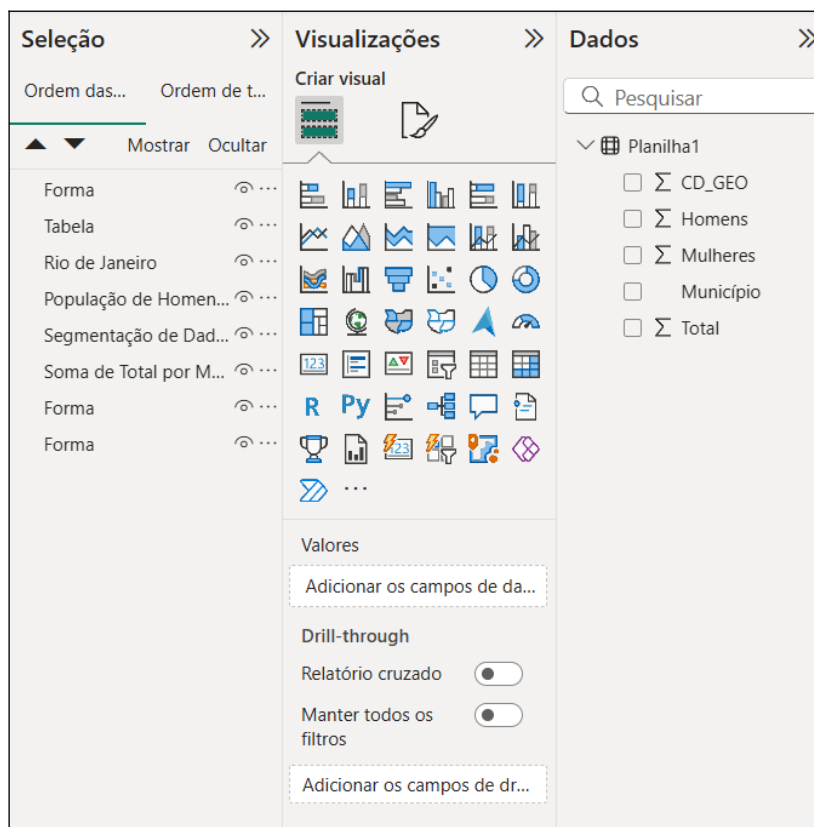 Seleção
Ordem das... Ordem de t...
Mostrar Ocultar
Forma
Tabela
Rio de Janeiro
População de Homen...
Segmentação de Dad...
Soma de Total por M...
Forma
Forma
Visualizações
Criar visual
123
R Py
123
Valores
Adicionar os campos de da...
Drill-through
Relatório cruzado
Manter todos os
filtros
Adicionar os campos de dr...
Dados
Pesquisar
Planilha1
CD_GEO
Homens
Mulheres
Município
Total